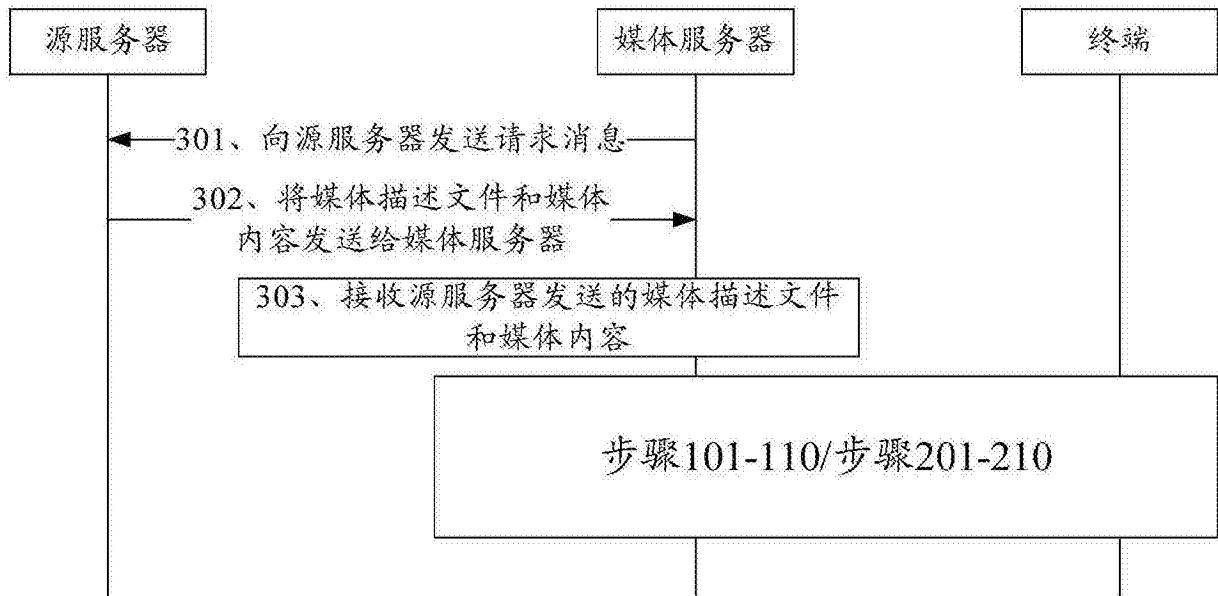 源服务器
媒体服务器
终端
301、向源服务器发送请求消息
302、将媒体描述文件和媒体
内容发送给媒体服务器
303、接收源服务器发送的媒体描述文件
和媒体内容
步骤101-110/步骤201-210